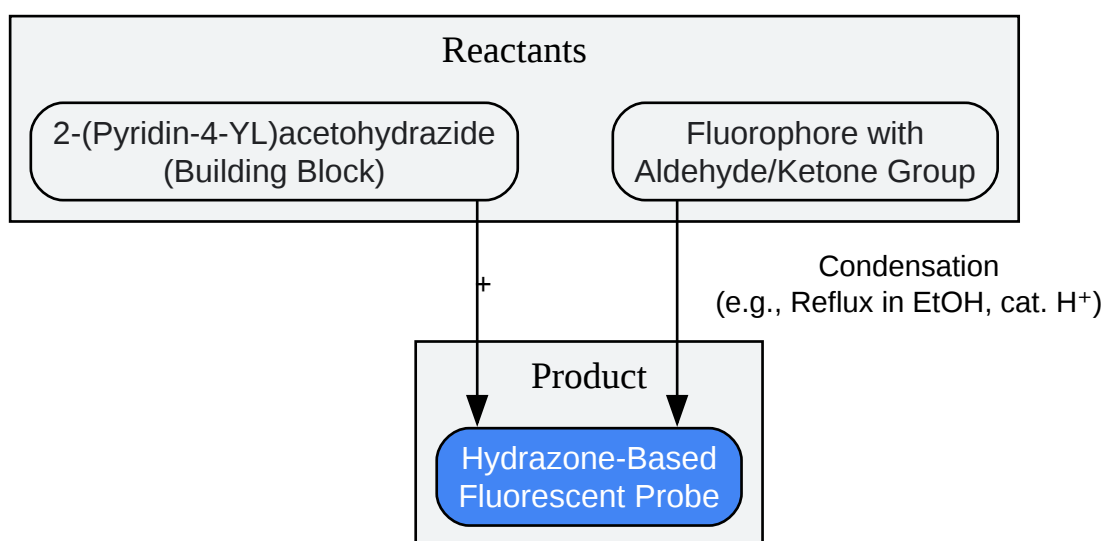 Reactants
2-(Pyridin-4-YL)acetohydrazide
(Building Block)
Fluorophore with
Aldehyde/Ketone Group
+
Condensation
(e.g., Reflux in EtOH, cat. H⁺)
Product
Hydrazone-Based
Fluorescent Probe